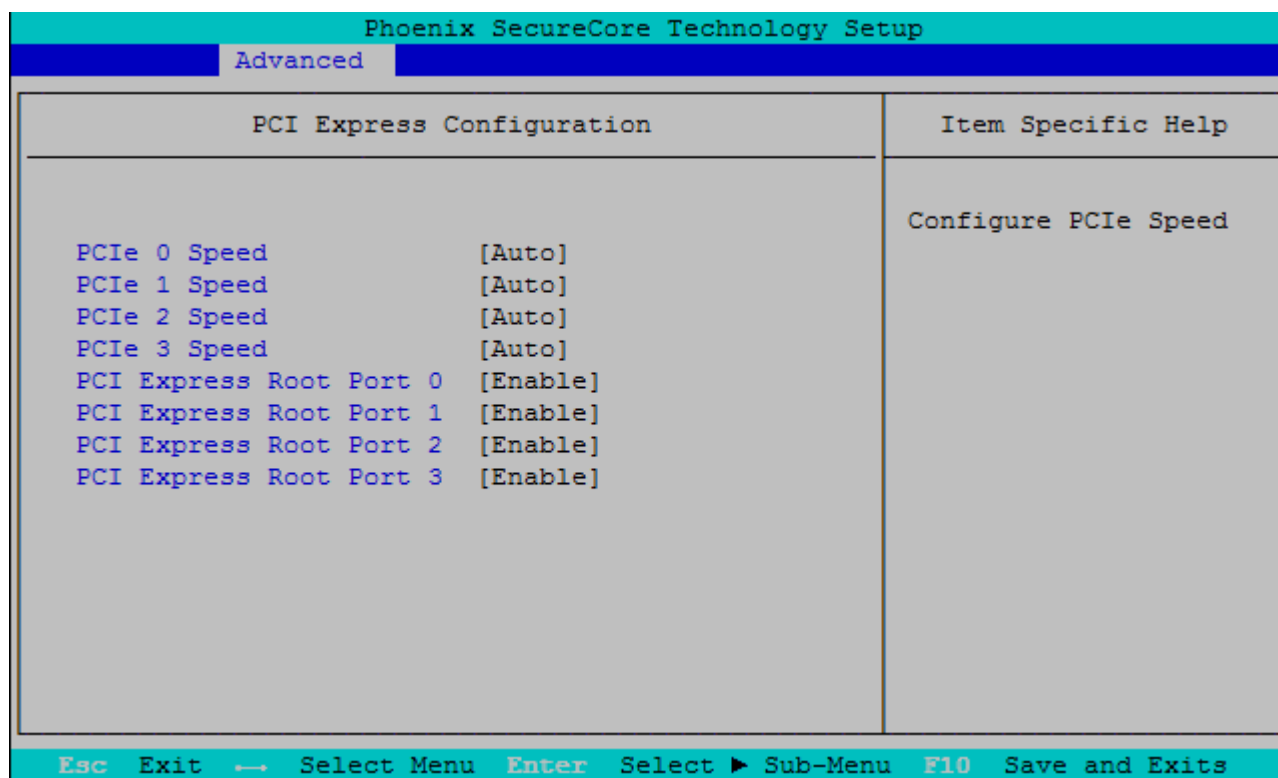 Phoenix SecureCore Technology Setup
Advanced
PCI Express Configuration
Item Specific Help
Configure PCIe Speed
PCIe 0 Speed [Auto]
PCIe 1 Speed [Auto]
PCIe 2 Speed [Auto]
PCIe 3 Speed [Auto]
PCI Express Root Port 0 [Enable]
PCI Express Root Port 1 [Enable]
PCI Express Root Port 2 [Enable]
PCI Express Root Port 3 [Enable]
Esc Exit ↔ Select Menu Enter Select ► Sub-Menu F10 Save and Exits